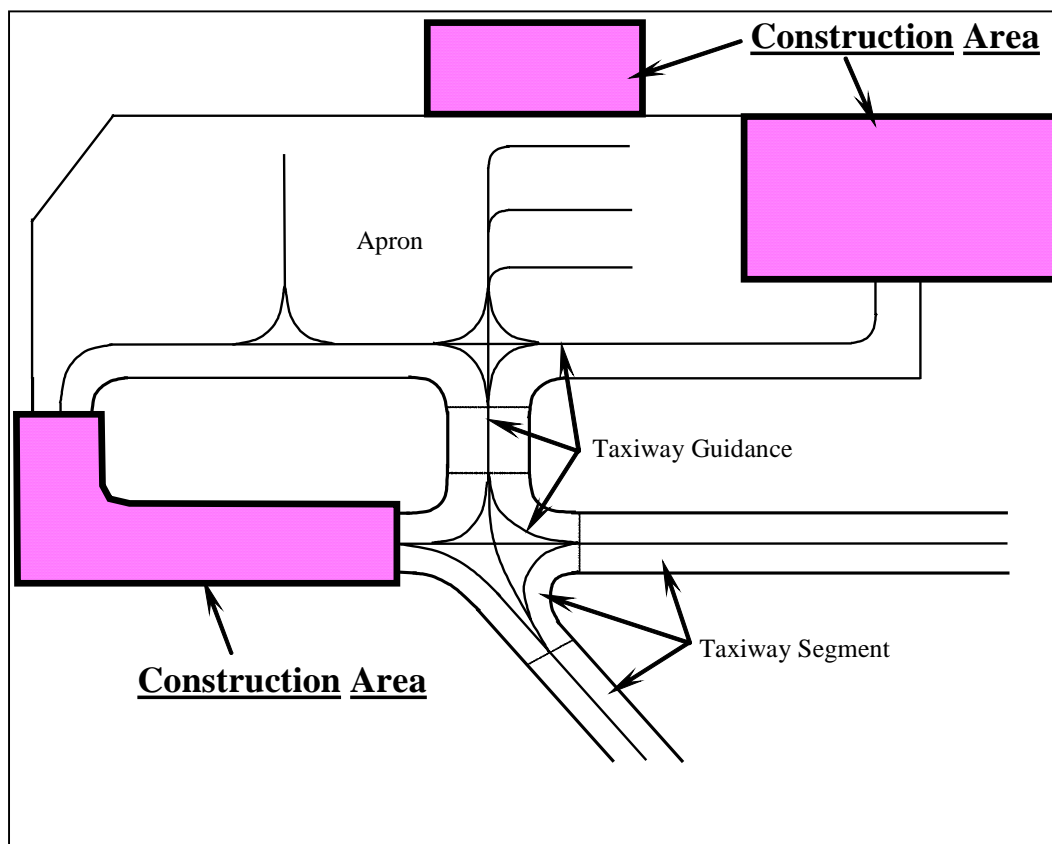 Construction Area
Apron
Taxiway Guidance
Taxiway Segment
Construction Area